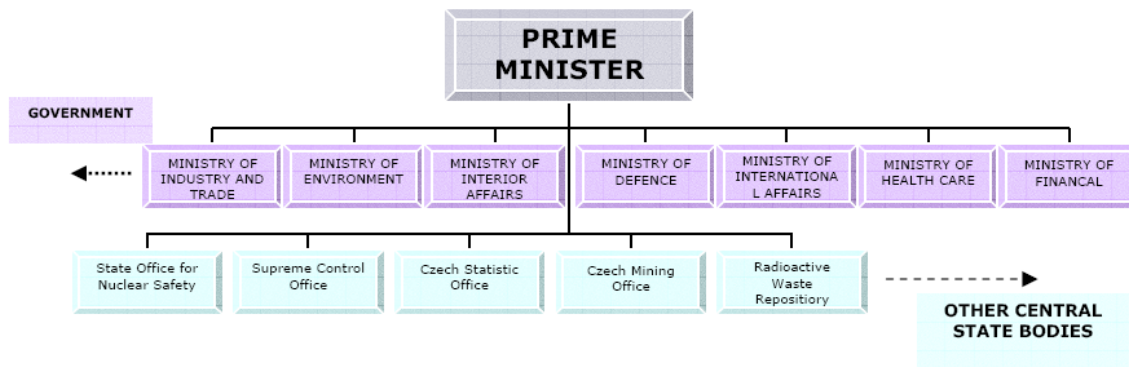 PRIME
MINISTER
GOVERNMENT
MINISTRY OF
INDUSTRY AND
TRADE
MINISTRY OF
ENVIRONMENT
MINISTRY OF
INTERIOR
AFFAIRS
MINISTRY OF
DEFENCE
MINISTRY OF
INTERNATIONA
L AFFAIRS
MINISTRY OF
HEALTH CARE
MINISTRY OF
FINANCAL
State Office for
Nuclear Safety
Supreme Control
Office
Czech Statistic
Office
Czech Mining
Office
Radioactive
Waste
Repositiory
OTHER CENTRAL
STATE BODIES